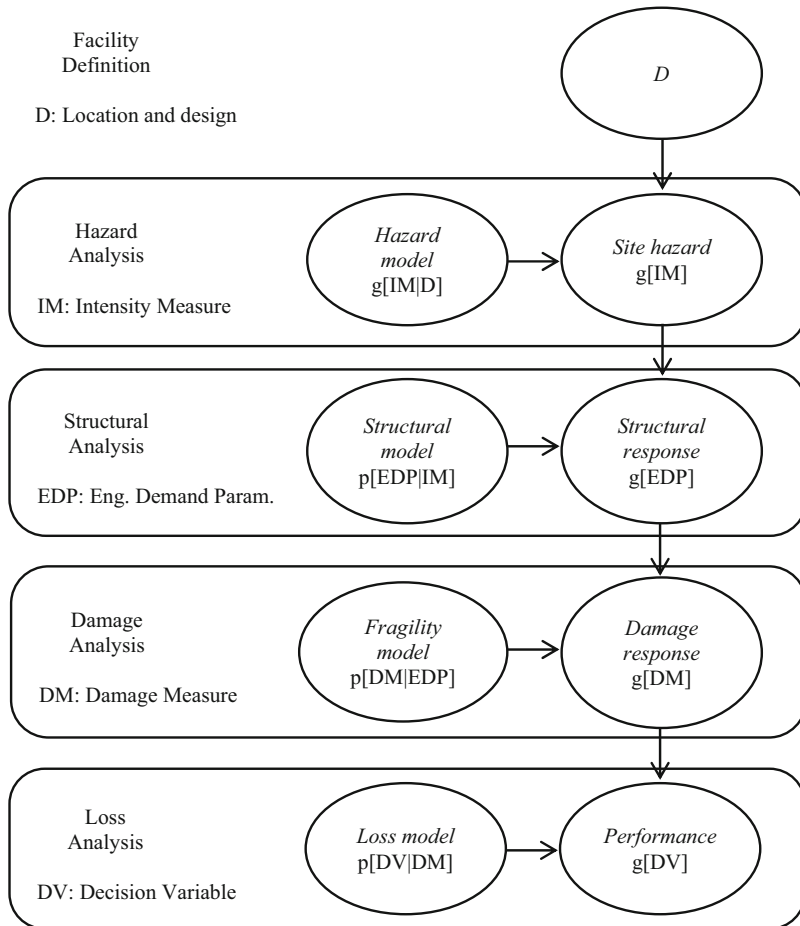 Facility
Definition
D: Location and design
D
Hazard
Analysis
IM: Intensity Measure
Hazard
model
g[IM|D]
Site hazard
g[IM]
Structural
Analysis
EDP: Eng. Demand Param.
Structural
model
p[EDP|IM]
Structural
response
g[EDP]
Damage
Analysis
DM: Damage Measure
Fragility
model
p[DM|EDP]
Damage
response
g[DM]
Loss
Analysis
DV: Decision Variable
Loss model
p[DV|DM]
Performance
g[DV]